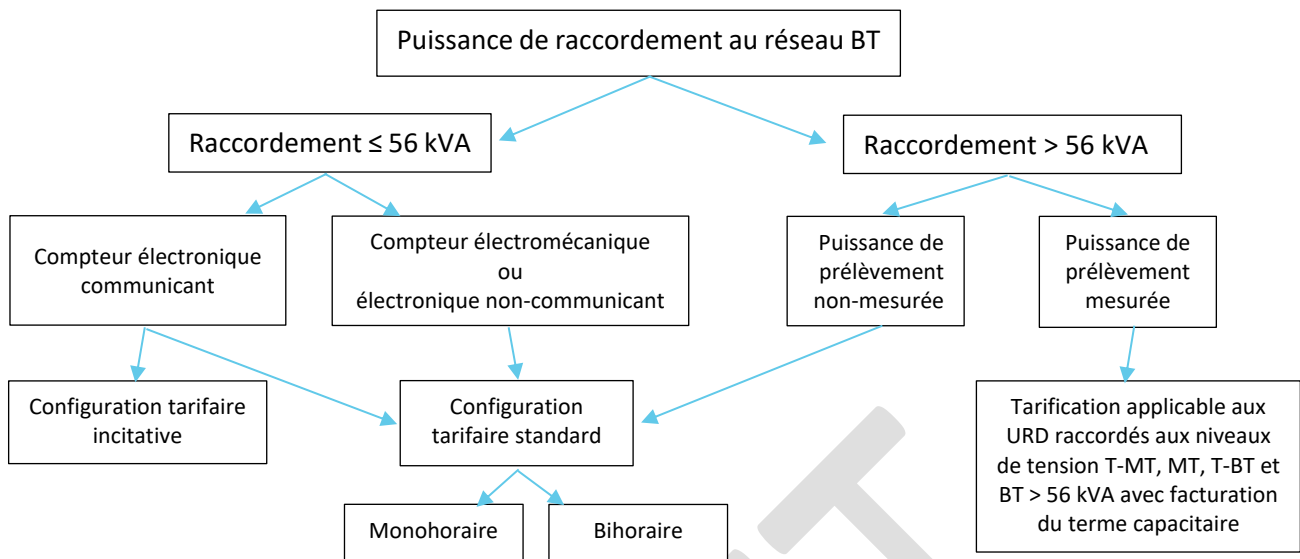 Puissance de raccordement au réseau BT
Raccordement ≤ 56 kVA
Raccordement > 56 kVA
Compteur électronique
communicant
Compteur électromécanique
ou
électronique non-communicant
Puissance de
prélèvement
non-mesurée
Puissance de
prélèvement
mesurée
Configuration tarifaire
incitative
Configuration
tarifaire standard
Tarification applicable aux
URD raccordés aux niveaux
de tension T-MT, MT, T-BT et
BT > 56 kVA avec facturation
du terme capacitaire
Monohoraire
Bihoraire